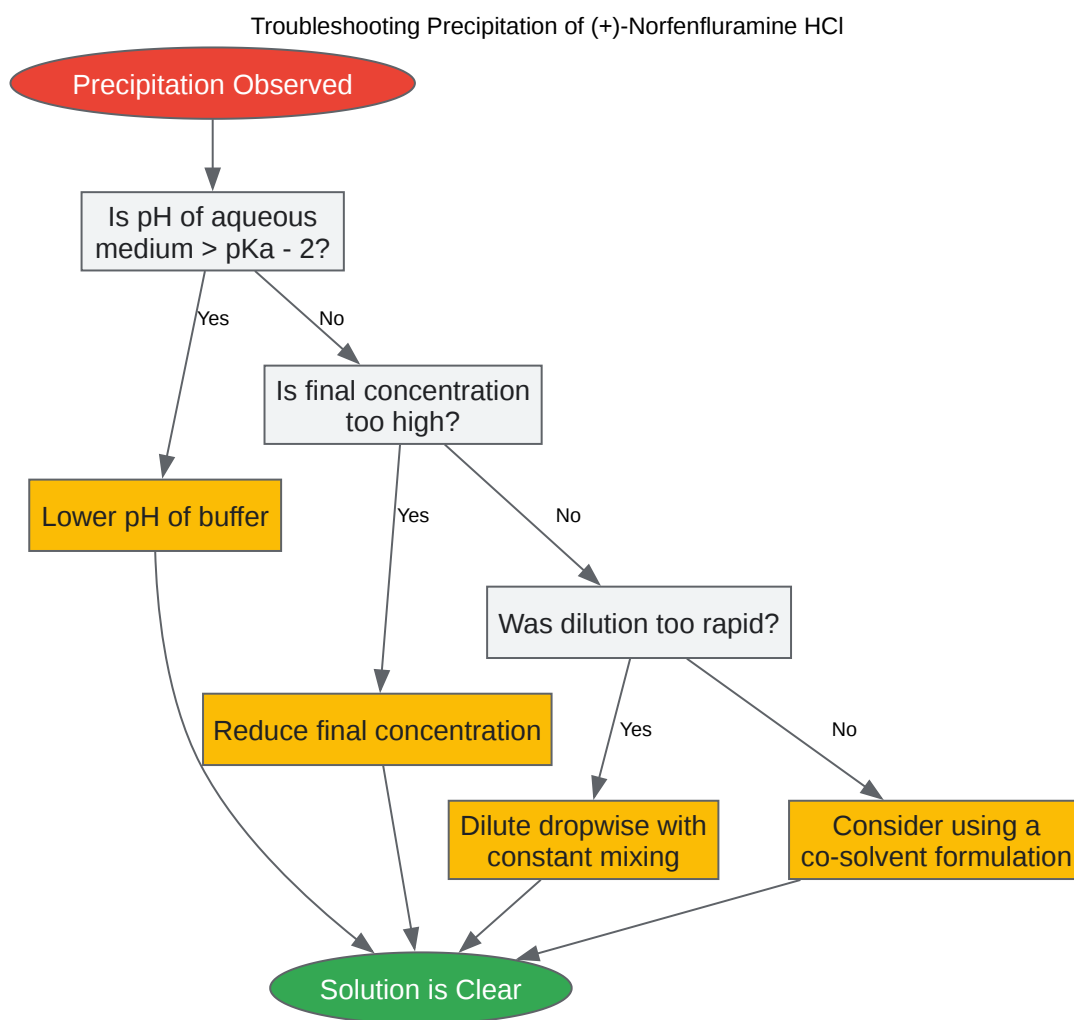 Troubleshooting Precipitation of (+)-Norfenfluramine HCl
Precipitation Observed
Is pH of aqueous
medium > pKa - 2?
Yes
No
Is final concentration
too high?
Lower pH of buffer
Yes
No
Was dilution too rapid?
Reduce final concentration
Yes
No
Dilute dropwise with
constant mixing
Consider using a
co-solvent formulation
Solution is Clear